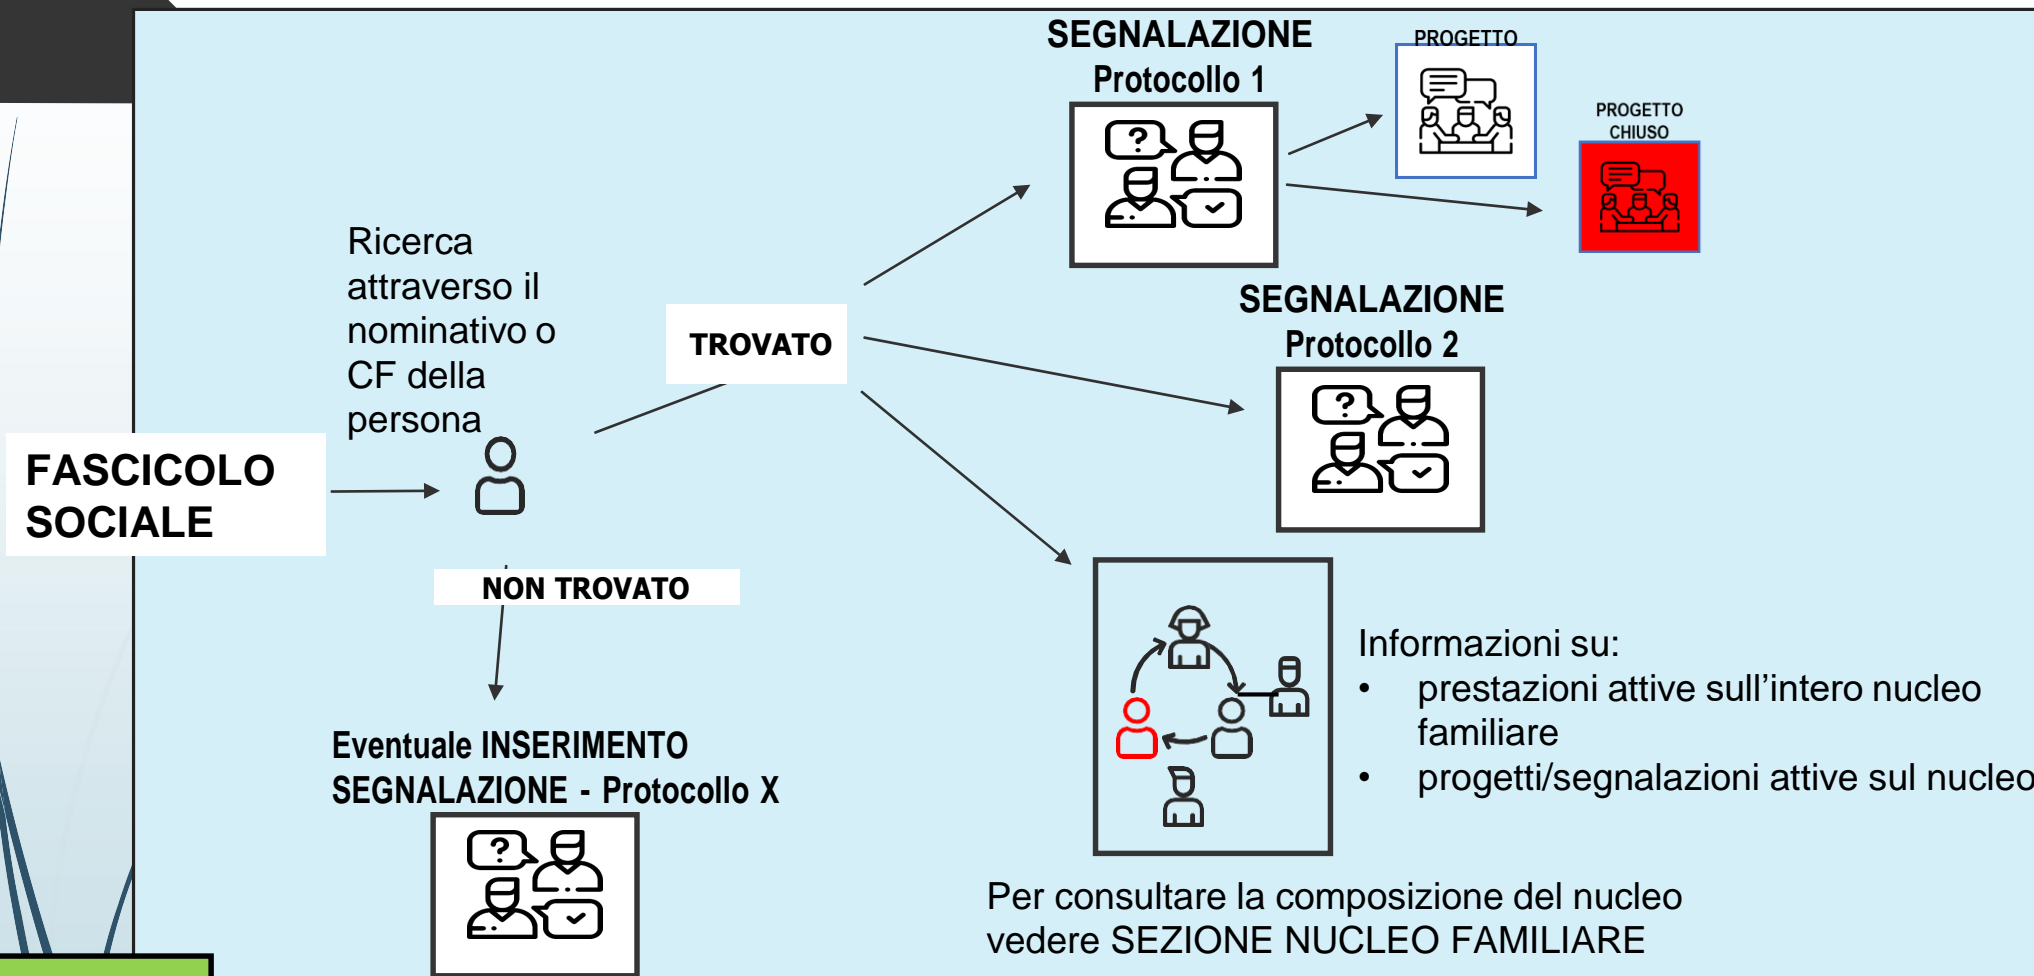 FASCICOLO
SOCIALE
Ricerca
attraverso il
nominativo o
CF della
persona
TROVATO
NON TROVATO
Eventuale INSERIMENTO
SEGNALAZIONE - Protocollo X
SEGNALAZIONE
Protocollo 1
PROGETTO
PROGETTO
CHIUSO
SEGNALAZIONE
Protocollo 2
Informazioni su:
• prestazioni attive sull’intero nucleo
familiare
• progetti/segnalazioni attive sul nucleo
Per consultare la composizione del nucleo
vedere SEZIONE NUCLEO FAMILIARE